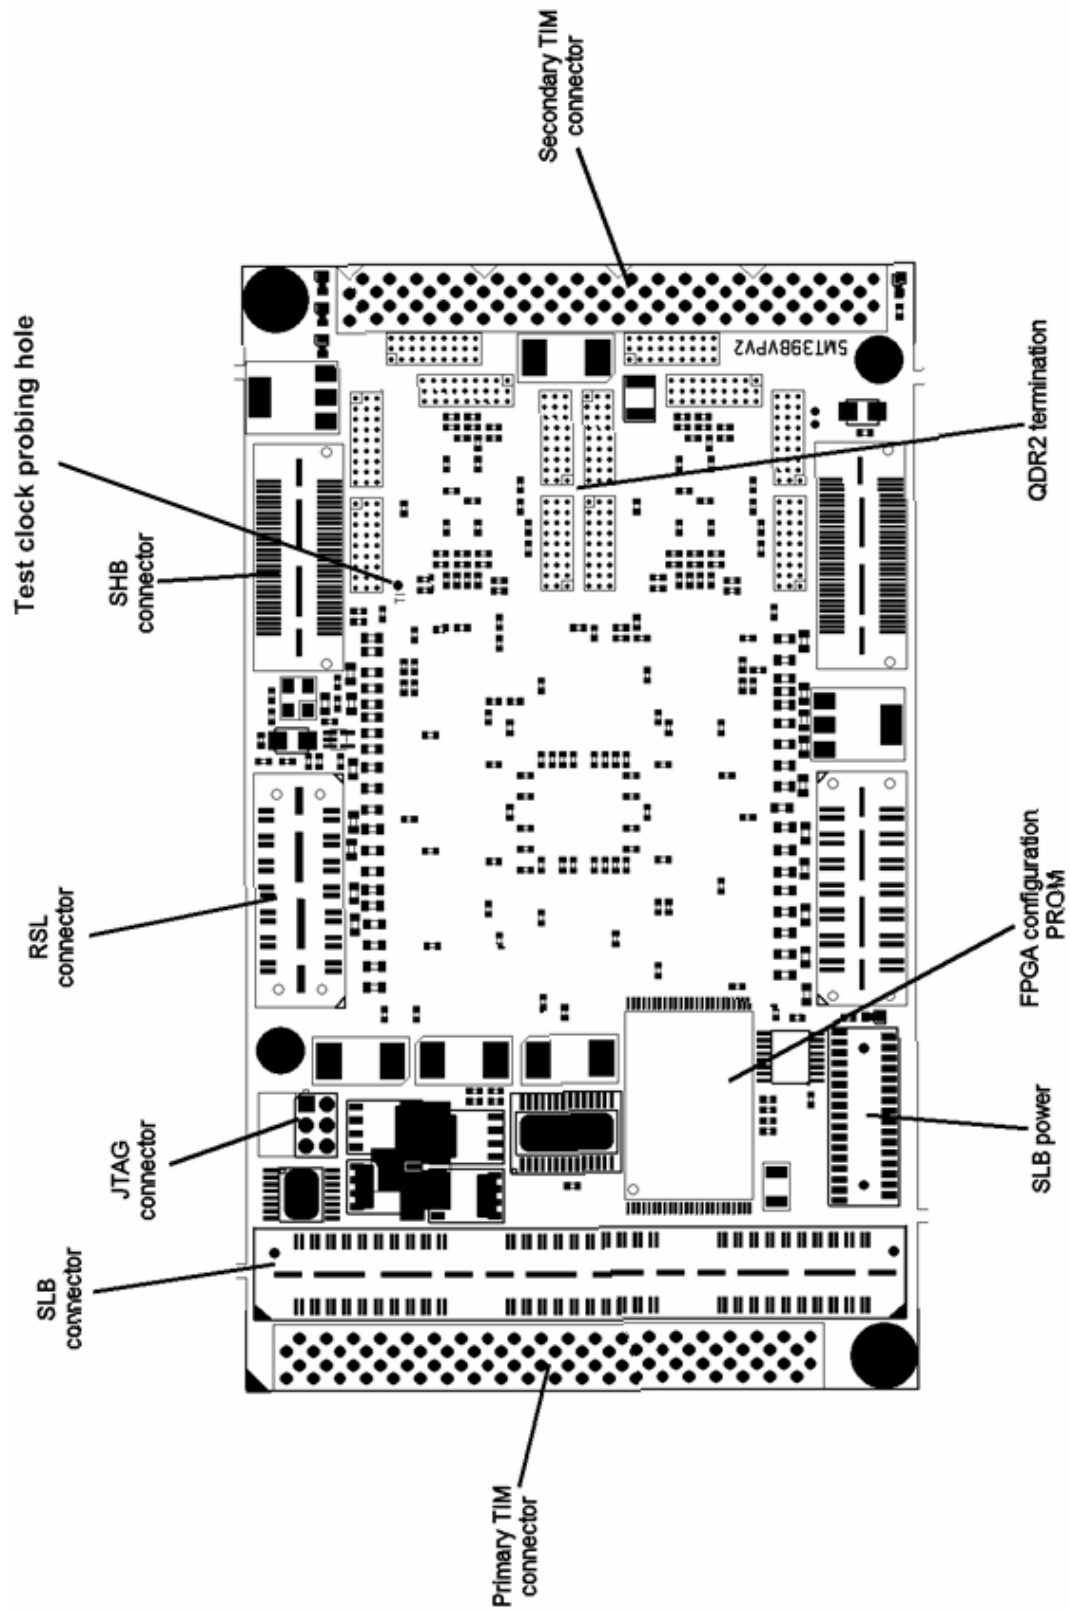 Secondary TIM
connector
Test clock probing hole
SHB
connector
SMT398VPV2
T1
QDR2 termination
RSL
connector
FPGA configuration
PROM
JTAG
connector
SLB power
SLB
connector
Primary TIM
connector